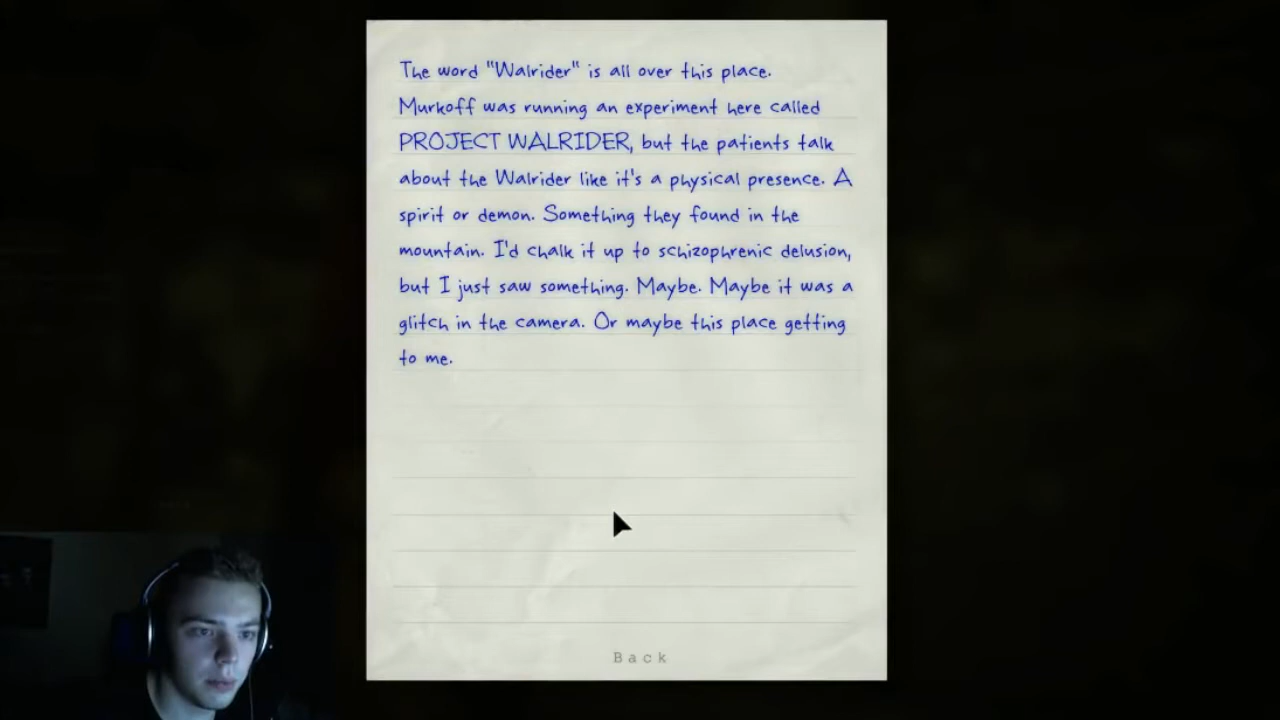 The word "Walrider" is all over this place.
Murkoff was running an experiment here called
PROJECT WALRIDER, but the patients talk
about the Walrider like it's a physical presence. A
spirit or demon. Something they found in the
mountain. I'd chalk it up to schizophrenic delusion,
but I just saw something. Maybe. Maybe it was a
glitch in the camera. Or maybe this place getting
to me.
Back